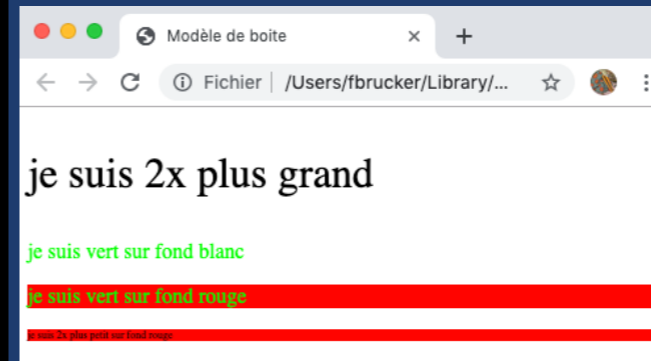 Modèle de boite
Fichier /Users/fbrucker/Library/...
je suis 2x plus grand
je suis vert sur fond blanc
je suis vert sur fond rouge
je suis 2x plus petit sur fond rouge